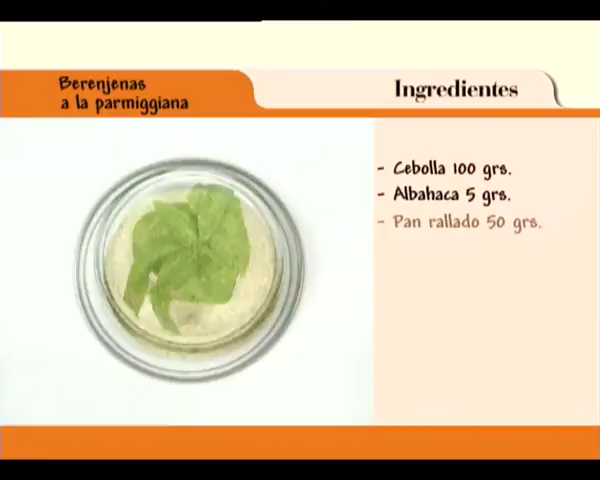 Berenjenas
a la parmiggiana
Ingredientes
- Cebolla 100 grs.
- Albahaca 5 grs.
- Pan rallado 50 grs.